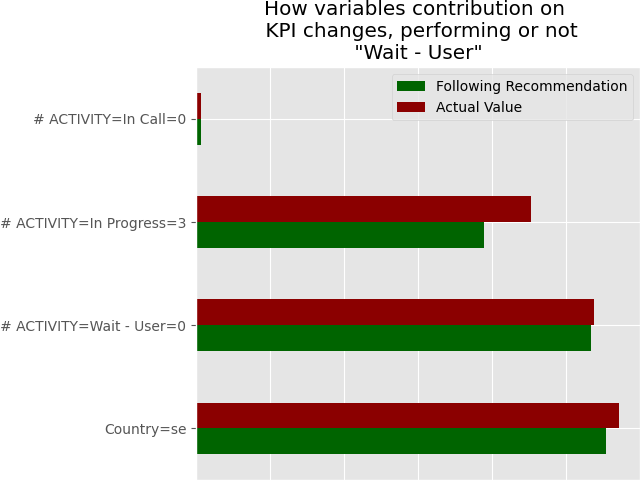 How variables contribution on
KPI changes, performing or not
"Wait - User"
Following Recommendation
Actual Value
# ACTIVITY=In Call=0
# ACTIVITY=In Progress=3
# ACTIVITY=Wait - User=0
Country=se